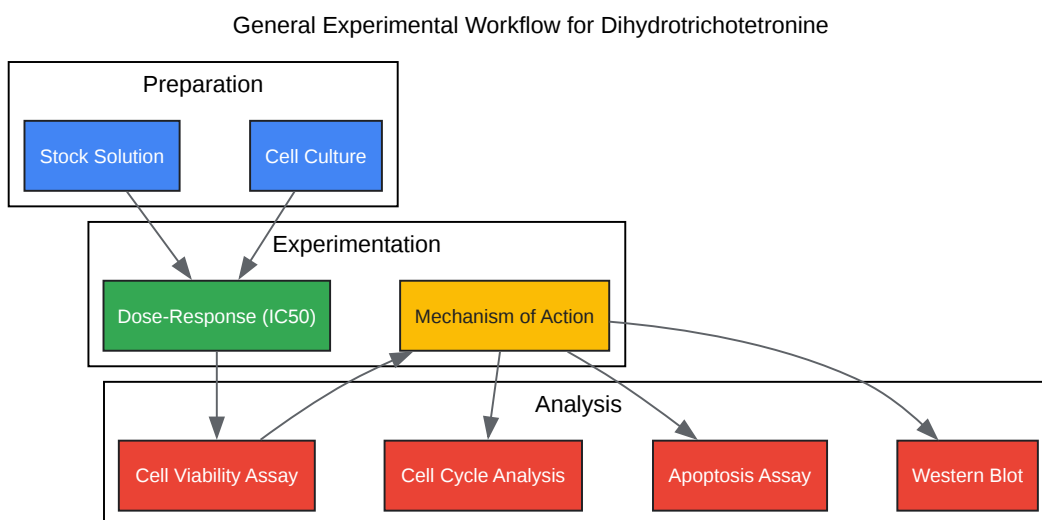 General Experimental Workflow for Dihydrotrichotetronine
Preparation
Stock Solution
Cell Culture
Experimentation
Dose-Response (IC50)
Mechanism of Action
Analysis
Cell Viability Assay
Cell Cycle Analysis
Apoptosis Assay
Western Blot